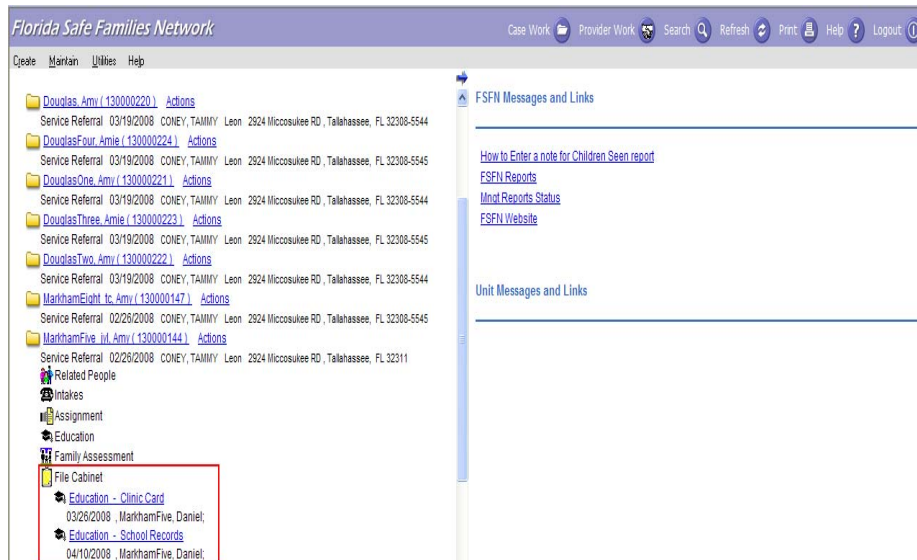 Florida Safe Families Network
Case Work Provider Work Search Refresh Print Help Logout
Create Maintain Utilities Help
Douglas, Amy ( 130000220 ) Actions
Service Referral 03/19/2008 CONEY, TAMMY Leon 2924 Miccosukee RD , Tallahassee, FL 32308-5544
DouglasFour, Amie ( 130000224 ) Actions
Service Referral 03/19/2008 CONEY, TAMMY Leon 2924 Miccosukee RD , Tallahassee, FL 32308-5545
DouglasOne, Amy ( 130000221 ) Actions
Service Referral 03/19/2008 CONEY, TAMMY Leon 2924 Miccosukee RD , Tallahassee, FL 32308-5544
DouglasThree, Amie ( 130000223 ) Actions
Service Referral 03/19/2008 CONEY, TAMMY Leon 2924 Miccosukee RD , Tallahassee, FL 32308-5545
DouglasTwo, Amy ( 130000222 ) Actions
Service Referral 03/19/2008 CONEY, TAMMY Leon 2924 Miccosukee RD , Tallahassee, FL 32308-5544
MarkhamEight_tc, Amy ( 130000147 ) Actions
Service Referral 02/26/2008 CONEY, TAMMY Leon 2924 Miccosukee RD , Tallahassee, FL 32308-5545
MarkhamFive_jvl, Amy ( 130000144 ) Actions
Service Referral 02/26/2008 CONEY, TAMMY Leon 2924 Miccosukee RD , Tallahassee, FL 32311
Related People
Intakes
Assignment
Education
Family Assessment
File Cabinet
Education - Clinic Card
03/26/2008 , MarkhamFive, Daniel;
Education - School Records
04/10/2008 , MarkhamFive, Daniel;
FSFN Messages and Links
How to Enter a note for Children Seen report
FSFN Reports
Mngt Reports Status
FSFN Website
Unit Messages and Links